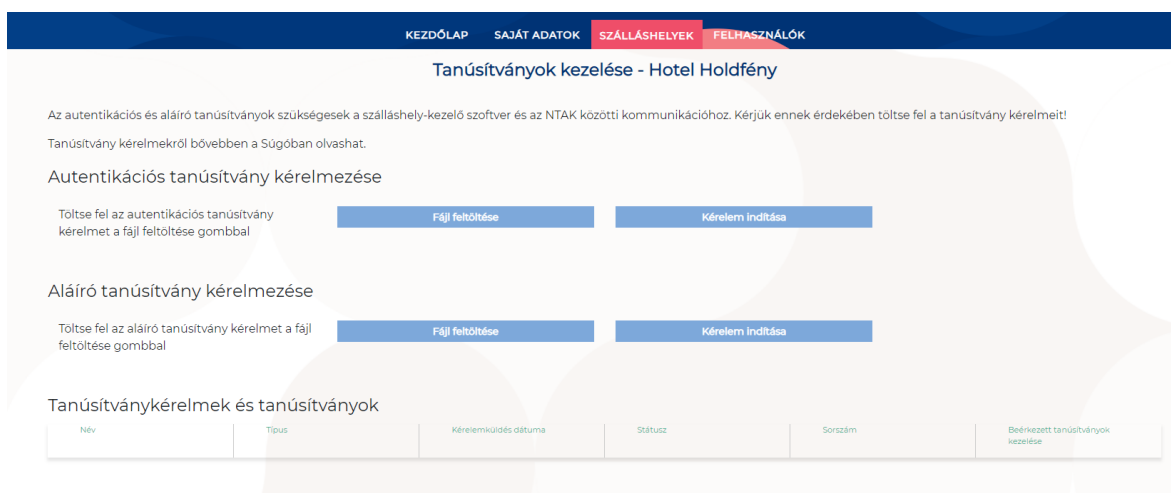 KEZDŐLAP SAJÁT ADATOK SZÁLLÁSHELYEK FELHASZNÁLÓK
Tanúsítványok kezelése - Hotel Holdfény
Az autentikációs és aláíró tanúsítványok szükségesek a szálláshely-kezelő szoftver és az NTAK közötti kommunikációhoz. Kérjük ennek érdekében töltse fel a tanúsítvány kérelmeit!
Tanúsítvány kérelmekről bővebben a Súgóban olvashat.
Autentikációs tanúsítvány kérelmezése
Töltse fel az autentikációs tanúsítvány
kérelmet a fájl feltöltése gombbal
Fájl feltöltése
Kérelem indítása
Aláíró tanúsítvány kérelmezése
Töltse fel az aláíró tanúsítvány kérelmet a fájl
feltöltése gombbal
Fájl feltöltése
Kérelem indítása
Tanúsítványkérelmek és tanúsítványok
Név Típus Kérelemküldés dátuma Státusz Sorszám Beérkezett tanúsítványok
kezelése